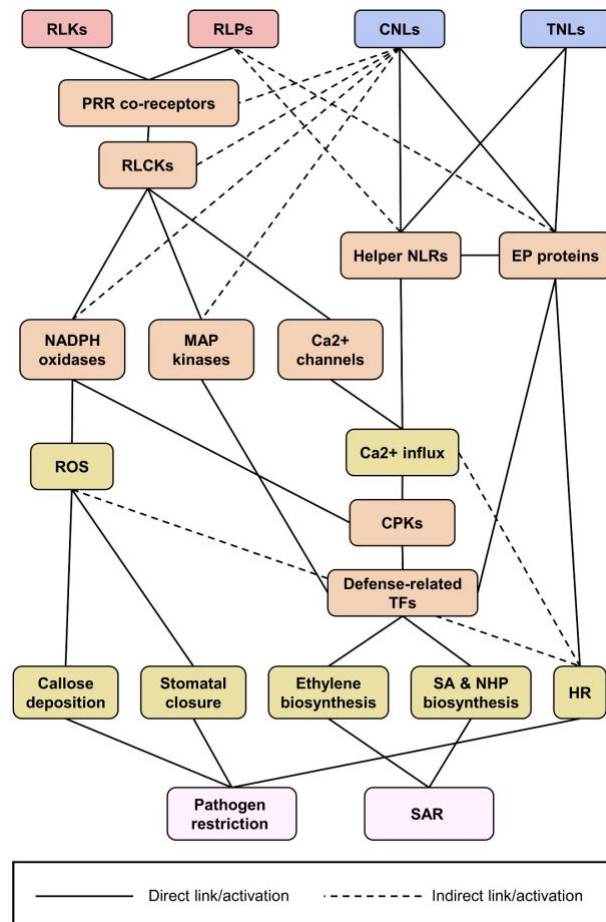 RLKs
RLPs
CNLs
TNLs
PRR co-receptors
RLCKs
Helper NLRs
EP proteins
NADPH
oxidases
MAP
kinases
Ca2+
channels
ROS
Ca2+ influx
CPKs
Defense-related
TFs
Callose
deposition
Stomatal
closure
Ethylene
biosynthesis
SA & NHP
biosynthesis
HR
Pathogen
restriction
SAR
Direct link/activation
Indirect link/activation